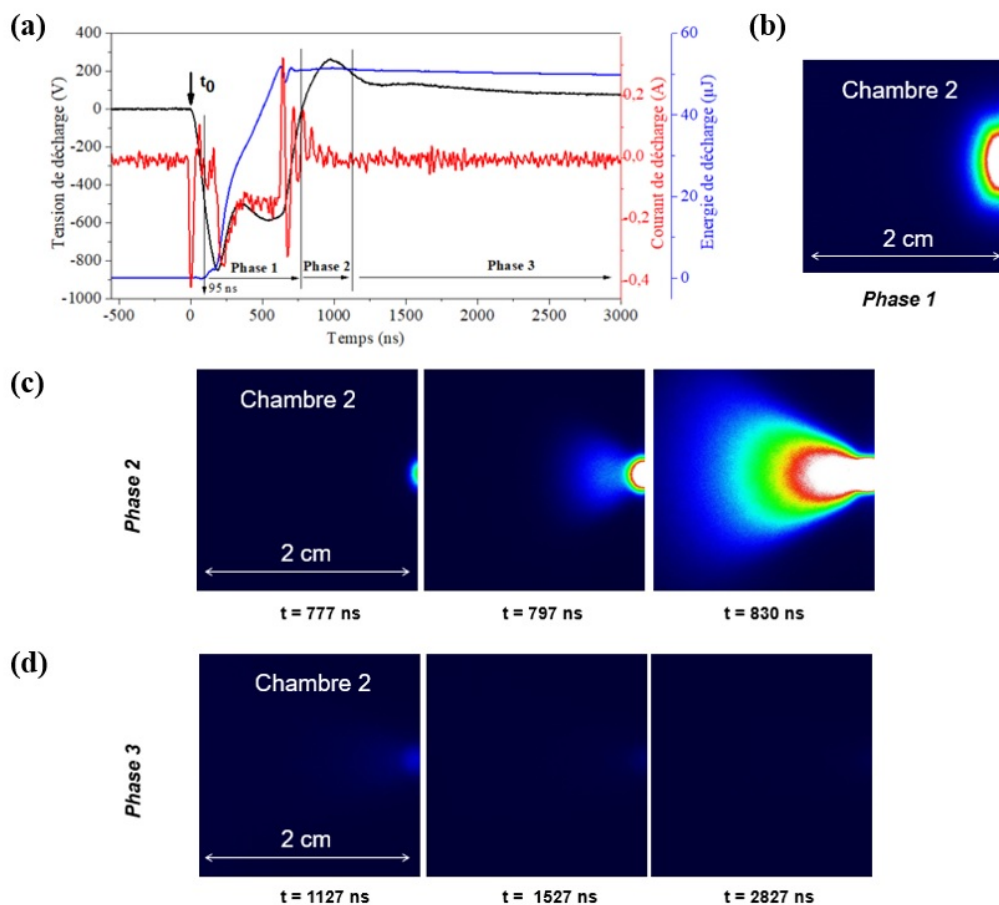 (a)
400
200
0
-200
-400
-600
-800
-1000
Tension de décharge (V)
t0
Phase 1
Phase 2
Phase 3
95 ns
-500
0
500
1000
1500
2000
2500
3000
Temps (ns)
0.2
0.0
-0.2
-0.4
Courant de décharge (A)
60
40
20
0
Energie de décharge (µJ)
(b)
Chambre 2
2 cm
Phase 1
(c)
Phase 2
Chambre 2
2 cm
t = 777 ns
t = 797 ns
t = 830 ns
(d)
Phase 3
Chambre 2
2 cm
t = 1127 ns
t = 1527 ns
t = 2827 ns